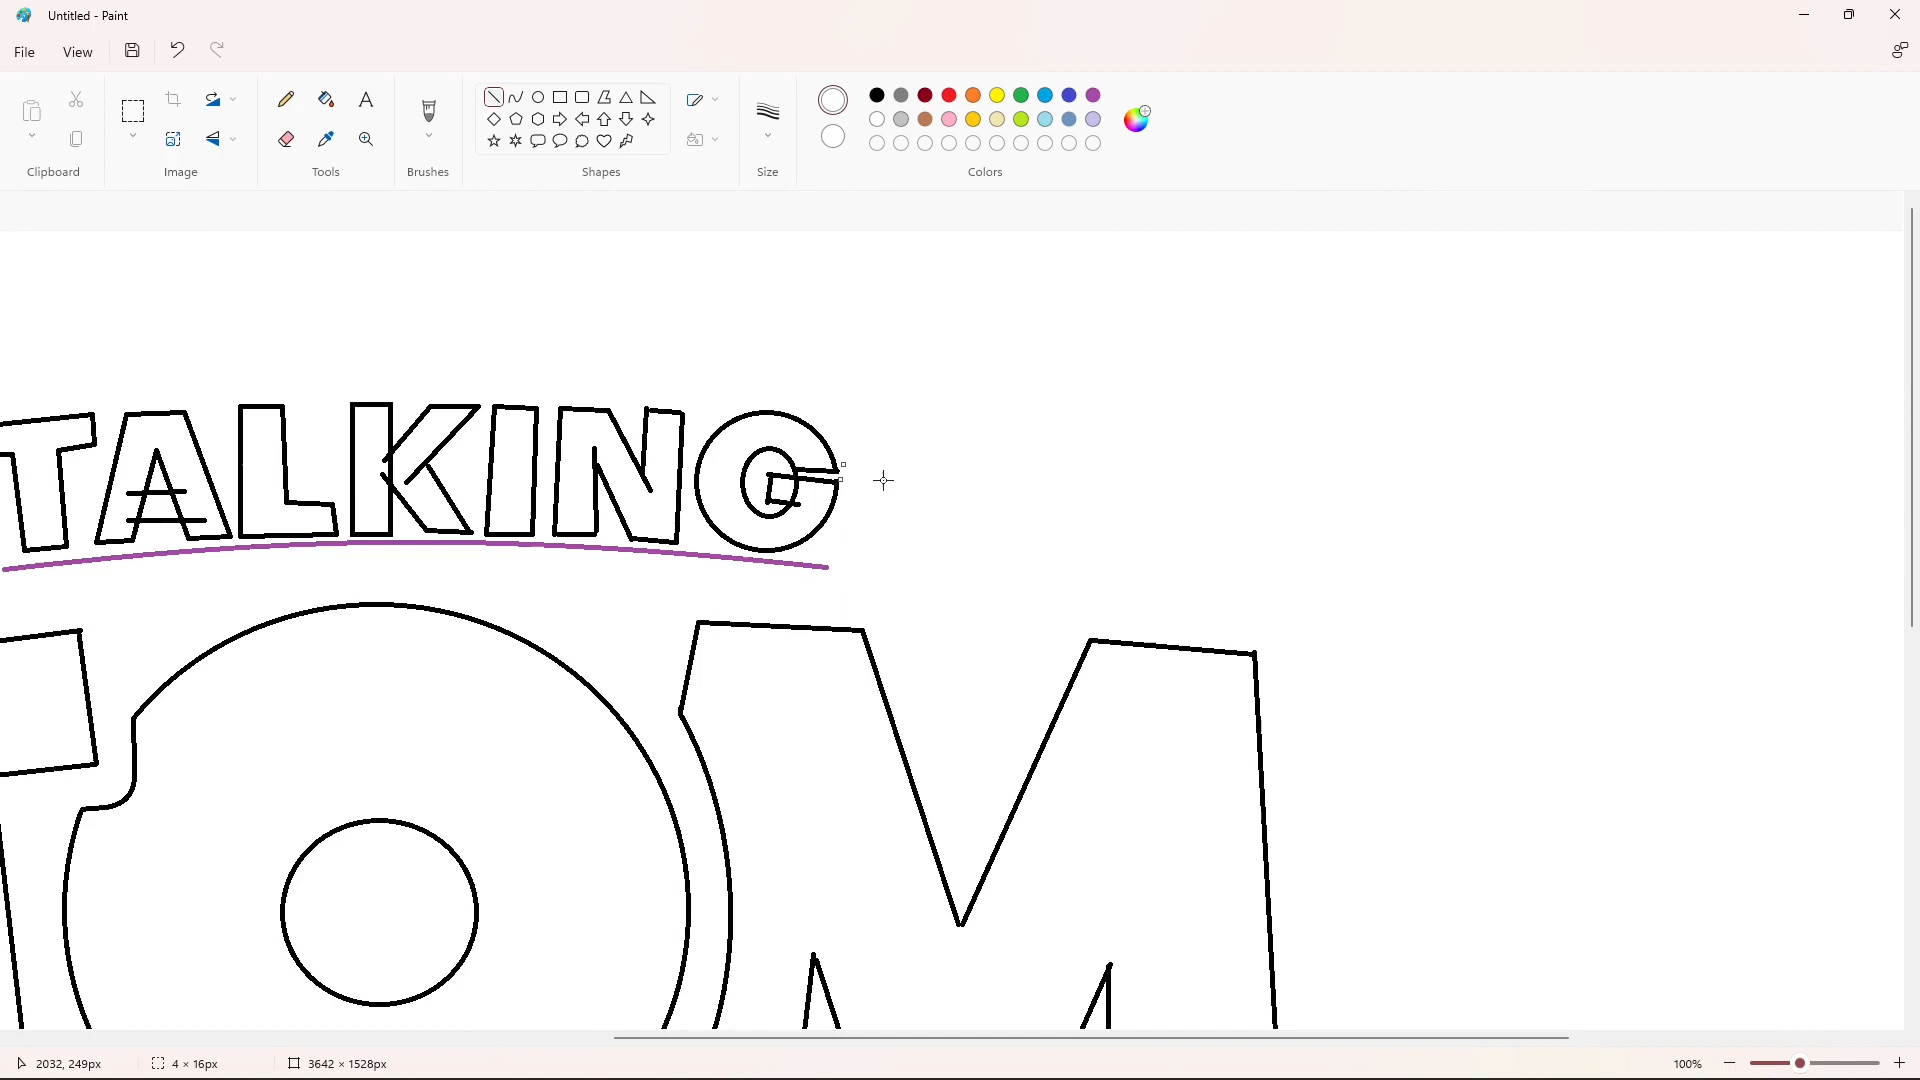 Untitled - Paint
File View
Clipboard Image Tools Brushes Shapes Size Colors
TALKING
TOM
2032, 249px 4 × 16px 3642 × 1528px 100%